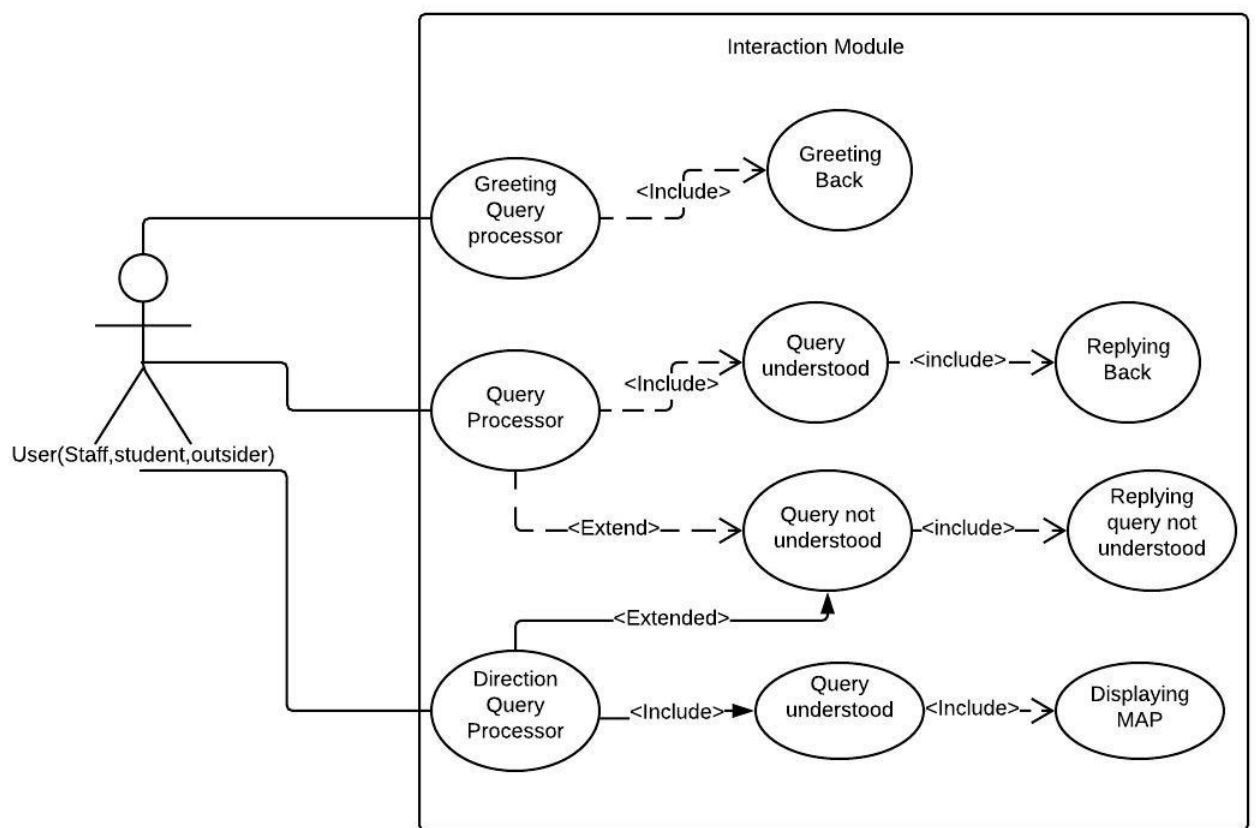 Interaction Module
Greeting
Back
<Include>
Greeting
Query
processor
Query
understood
<include>
Replying
Back
<Include>
Query
Processor
User(Staff,student,outsider)
Replying
query not
understood
Query not
understood
<Extend>
<include>
<Extended>
Direction
Query
Processor
<Include>
Query
understood
<Include>
Displaying
MAP